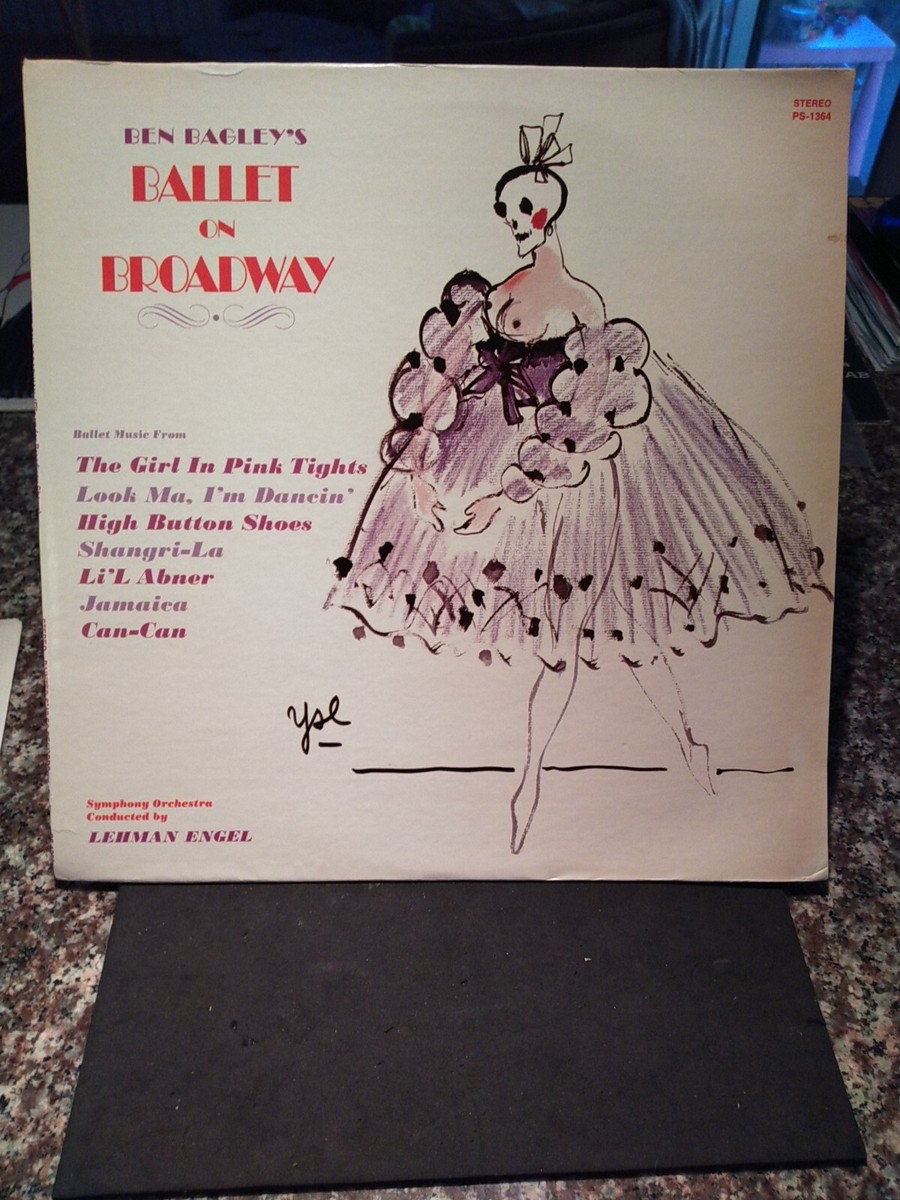 STEREO
PS-1364
BEN BAGLEY'S
BALLET
ON
BROADWAY
Ballet Music From
The Girl In Pink Tights
Look Ma, I'm Dancin'
High Button Shoes
Shangri-La
Li'L Abner
Jamaica
Can-Can
ysl
Symphony Orchestra
Conducted by
LEHMAN ENGEL